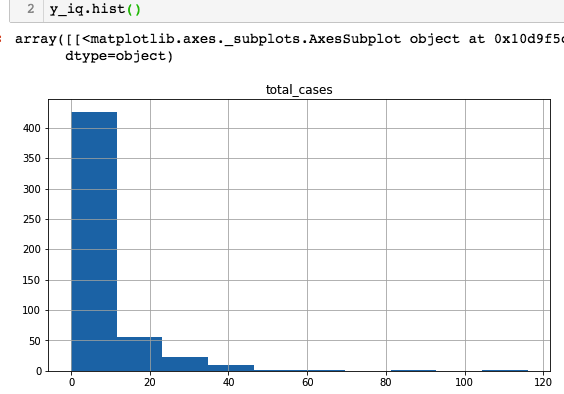 2 y_iq.hist()
: array([[<matplotlib.axes._subplots.AxesSubplot object at 0x10d9f5
dtype=object)
total_cases
400
350
300
250
200
150
100
50
0
0 20 40 60 80 100 120